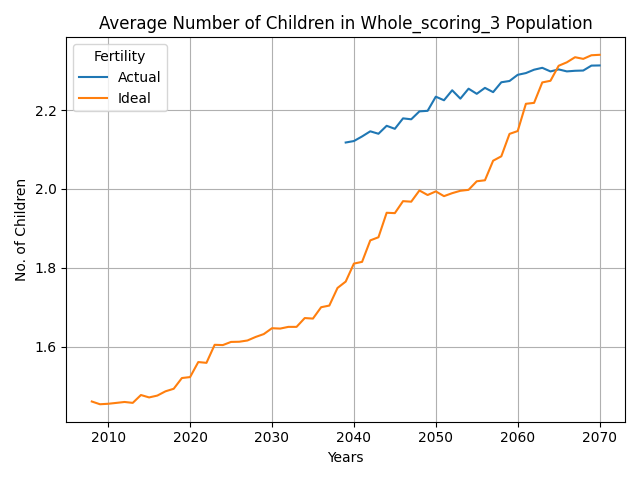 Average Number of Children in Whole_scoring_3 Population
Fertility
Actual
Ideal
No. of Children
2.2
2.0
1.8
1.6
2010 2020 2030 2040 2050 2060 2070
Years